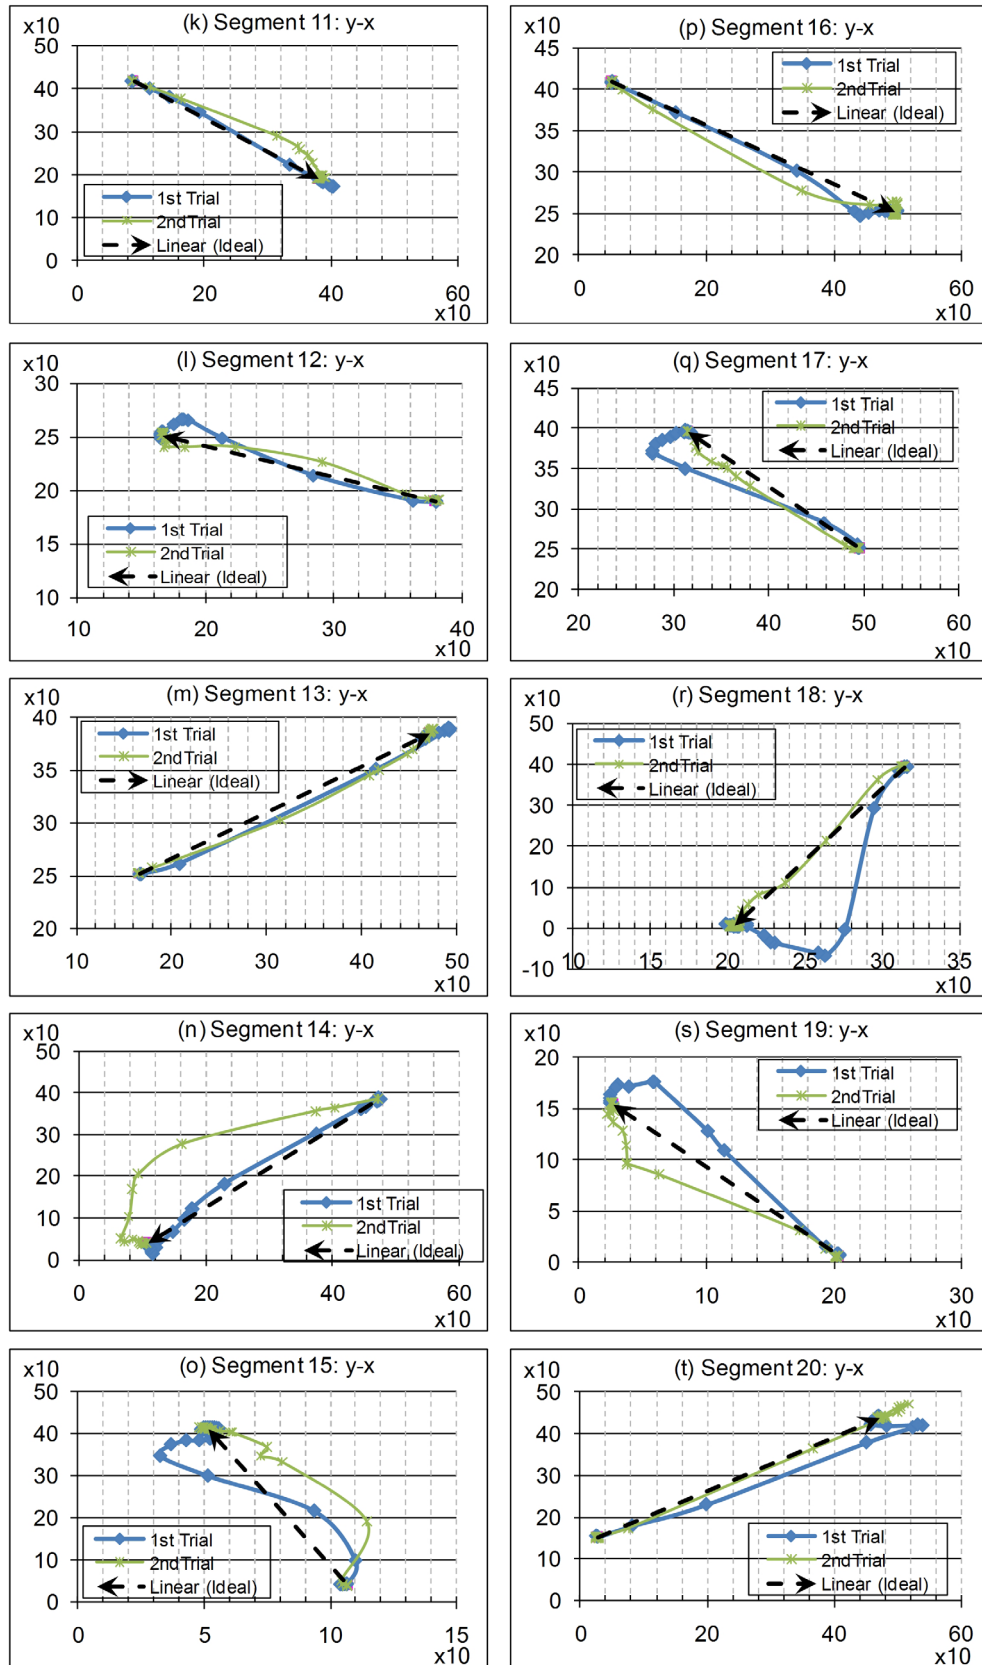 x10
(k) Segment 11: y-x
50
40
30
20
10
0
1st Trial
2nd Trial
Linear (Ideal)
0 20 40 60
x10
x10
(p) Segment 16: y-x
45
40
35
30
25
20
1st Trial
2nd Trial
Linear (Ideal)
0 20 40 60
x10
x10
(l) Segment 12: y-x
30
25
20
15
10
1st Trial
2nd Trial
Linear (Ideal)
10 20 30 40
x10
x10
(q) Segment 17: y-x
45
40
35
30
25
20
1st Trial
2nd Trial
Linear (Ideal)
20 30 40 50 60
x10
x10
(m) Segment 13: y-x
40
35
30
25
20
1st Trial
2nd Trial
Linear (Ideal)
10 20 30 40 50
x10
x10
(r) Segment 18: y-x
50
40
30
20
10
0
-10
1st Trial
2nd Trial
Linear (Ideal)
10 15 20 25 30 35
x10
x10
(n) Segment 14: y-x
50
40
30
20
10
0
1st Trial
2nd Trial
Linear (Ideal)
0 20 40 60
x10
x10
(s) Segment 19: y-x
20
15
10
5
0
1st Trial
2nd Trial
Linear (Ideal)
0 10 20 30
x10
x10
(o) Segment 15: y-x
50
40
30
20
10
0
1st Trial
2nd Trial
Linear (Ideal)
0 5 10 15
x10
x10
(t) Segment 20: y-x
50
40
30
20
10
0
1st Trial
2nd Trial
Linear (Ideal)
0 20 40 60
x10